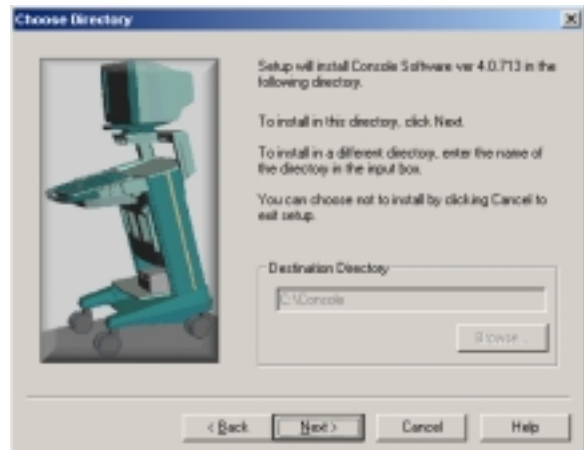 Choose Directory
Setup will install Console Software ver 4.0.713 in the
following directory.
To install in this directory, click Next.
To install in a different directory, enter the name of
the directory in the input box.
You can choose not to install by clicking Cancel to
exit setup.
Destination Directory
C:\Console
Browse...
< Back
Next >
Cancel
Help